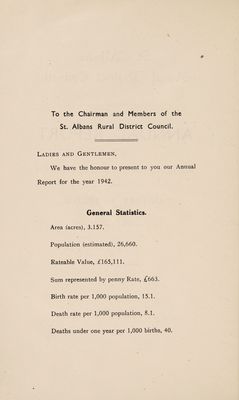 To the Chairman and Members of the
St. Albans Rural District Council.
Ladies and Gentlemen,
We have the honour to present to you our Annual
Report for the year 1942.
General Statistics.
Area (acres), 3.157.
Population (estimated), 26,660.
Rateable Value, £165,111.
Sum represented by penny Rate, £663.
Birth rate per 1,000 population, 15.1.
Death rate per 1,000 population, 8.1.
Deaths under one year per 1,000 births, 40.